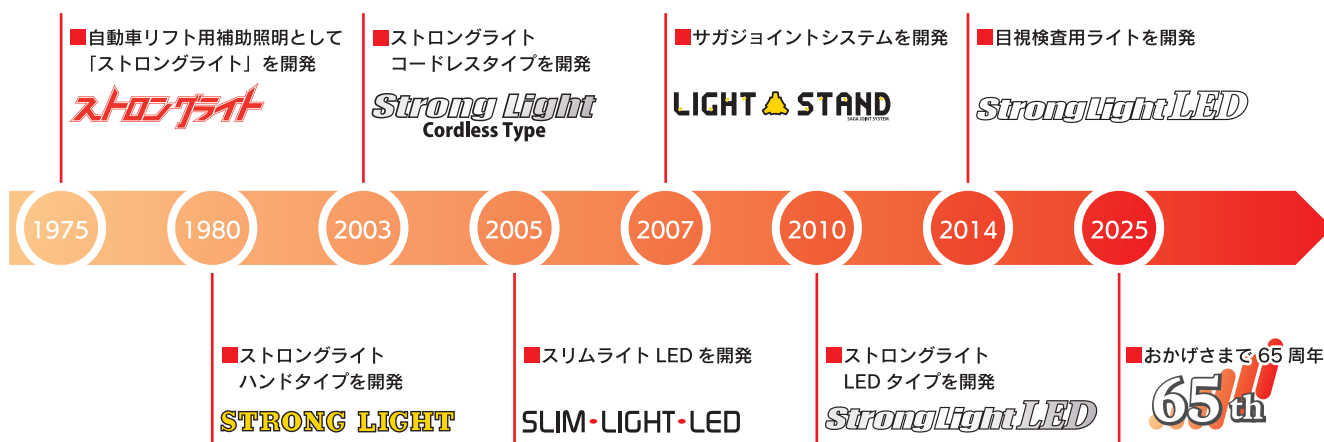 ■自動車リフト用補助照明として
「ストロングライト」を開発
ストロングライト
■ストロングライト
コードレスタイプを開発
Strong Light
Cordless Type
■サガジョイントシステムを開発
LIGHT STAND
SAGA JOINT SYSTEM
■目視検査用ライトを開発
StrongLightLED
1975
1980
2003
2005
2007
2010
2014
2025
■ストロングライト
ハンドタイプを開発
STRONG LIGHT
■スリムライト LED を開発
SLIM・LIGHT・LED
■ストロングライト
LED タイプを開発
StrongLightLED
■おかげさまで 65 周年
65th